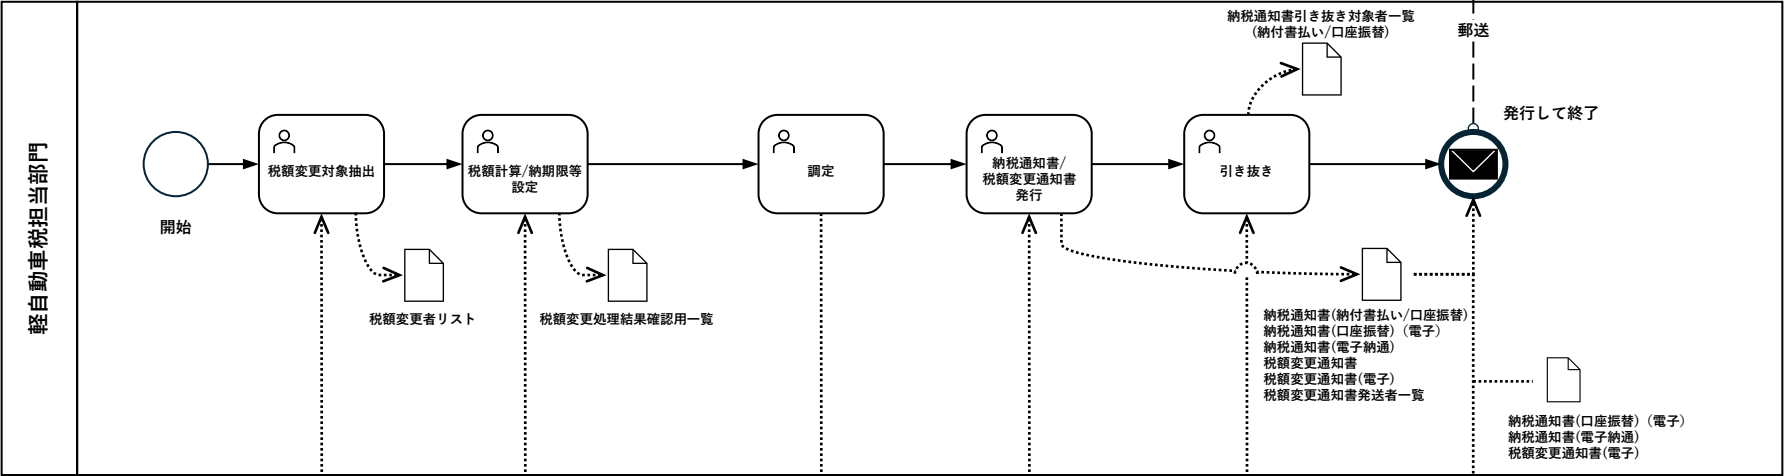 軽自動車税担当部門
開始
税額変更対象抽出
税額変更者リスト
税額計算/納期限等
設定
税額変更処理結果確認用一覧
調定
納税通知書/
税額変更通知書
発行
引き抜き
納税通知書引き抜き対象者一覧
(納付書払い/口座振替)
郵送
発行して終了
納税通知書(納付書払い/口座振替)
納税通知書(口座振替)（電子）
納税通知書(電子納通)
税額変更通知書
税額変更通知書(電子)
税額変更通知書発送者一覧
納税通知書(口座振替)（電子）
納税通知書(電子納通)
税額変更通知書(電子)